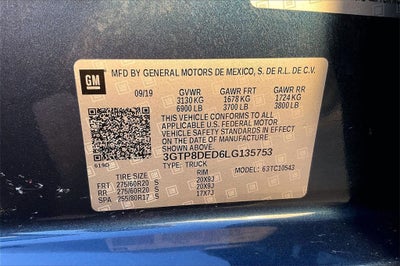 GM
MFD BY GENERAL MOTORS DE MEXICO, S. DE R.L. DE C.V.
09/19 GVWR GAWR FRT GAWR RR
3130 KG 1678 KG 1724 KG
6900 LB 3700 LB 3800 LB
THIS VEHICLE CONFORMS TO ALL APPLICABLE
U.S. FEDERAL MOTOR VEHICLE SAFETY
STANDARDS IN EFFECT ON THE DATE OF
MANUFACTURE SHOWN ABOVE.
3GTP8DED6LG135753
TYPE: TRUCK MODEL: 63TC10543
TIRE SIZE RIM
FRT 275/60R20 S 20X9J
RR 275/60R20 S 20X9J
SPA 255/80R17 S 17X7J